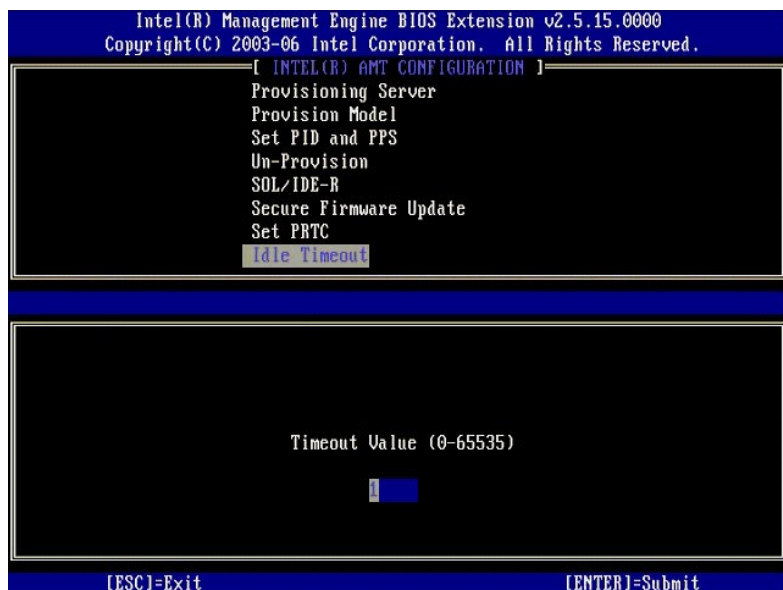 Intel(R) Management Engine BIOS Extension v2.5.15.0000
Copyright(C) 2003-06 Intel Corporation. All Rights Reserved.
[ INTEL(R) AMT CONFIGURATION ]
Provisioning Server
Provision Model
Set PID and PPS
Un-Provision
SOL/IDE-R
Secure Firmware Update
Set PRTC
Idle Timeout
Timeout Value (0-65535)
1
[ESC]=Exit [ENTER]=Submit